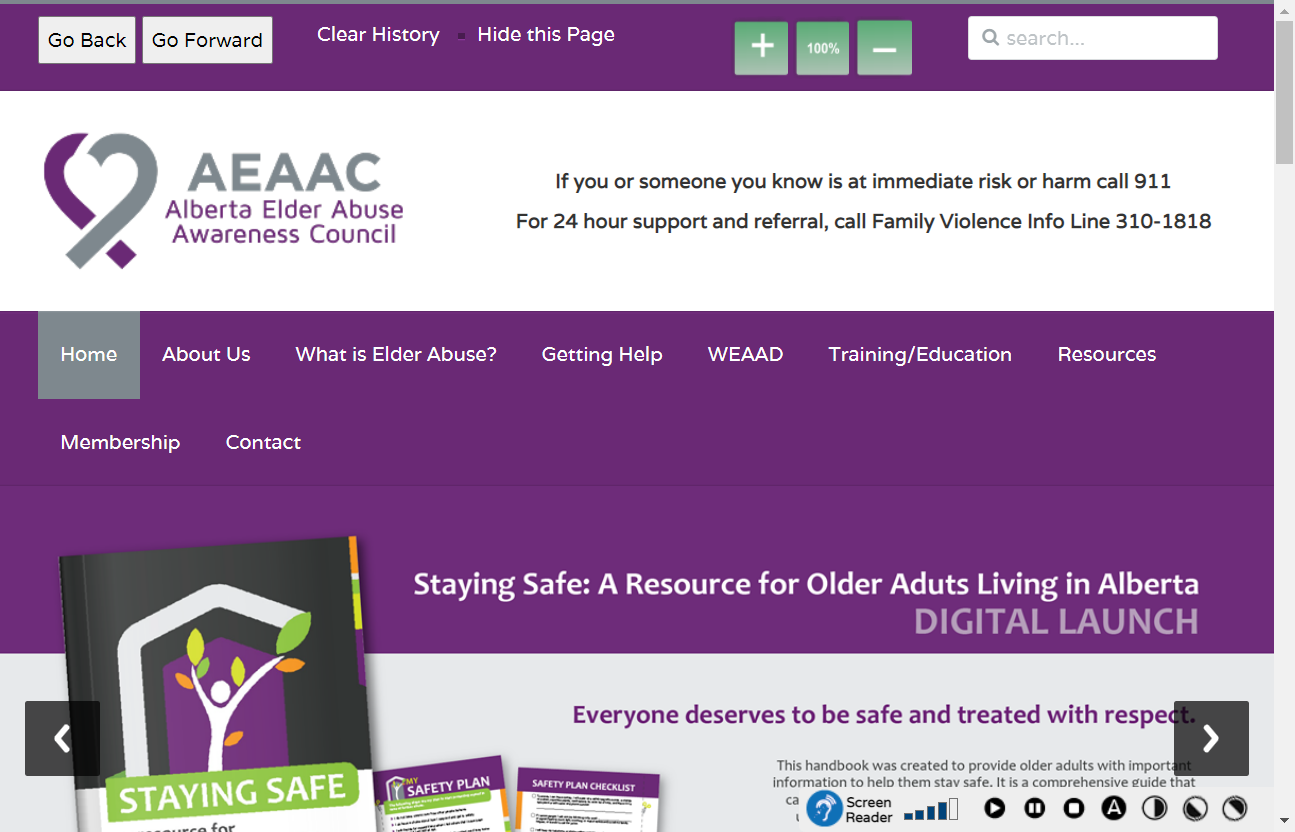 Go Back
Go Forward
Clear History
Hide this Page
+
100%
–
search...
AEAAC
Alberta Elder Abuse
Awareness Council
If you or someone you know is at immediate risk or harm call 911
For 24 hour support and referral, call Family Violence Info Line 310-1818
Home
About Us
What is Elder Abuse?
Getting Help
WEAAD
Training/Education
Resources
Membership
Contact
Staying Safe: A Resource for Older Aduts Living in Alberta
DIGITAL LAUNCH
Everyone deserves to be safe and treated with respect.
This handbook was created to provide older adults with important
information to help them stay safe. It is a comprehensive guide that
STAYING SAFE
MY
SAFETY PLAN
SAFETY PLAN CHECKLIST
Screen
Reader
A